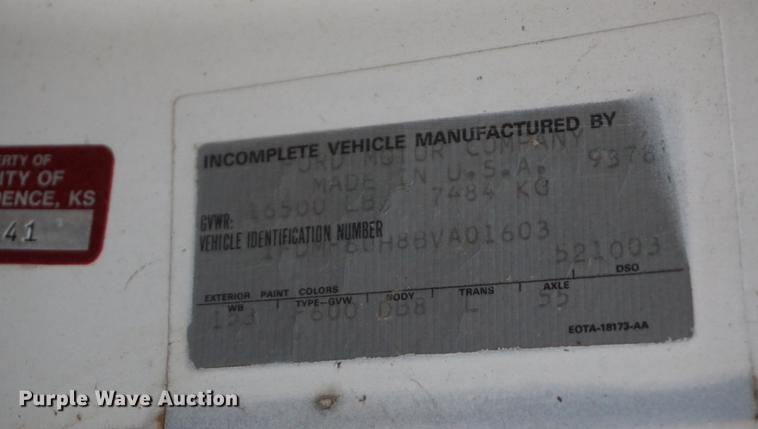 ERTY OF
ITY OF
DENCE, KS
41
INCOMPLETE VEHICLE MANUFACTURED BY
FORD MOTOR COMPANY
MADE IN U.S.A. 9376
GVWR: 16500 LB/ 7484 KG
VEHICLE IDENTIFICATION NUMBER
521003
EXTERIOR PAINT COLORS DSO
WB TYPE-GVW BODY TRANS AXLE
153 F600 DB8 L 55
EOTA-18173-AA
Purple Wave Auction